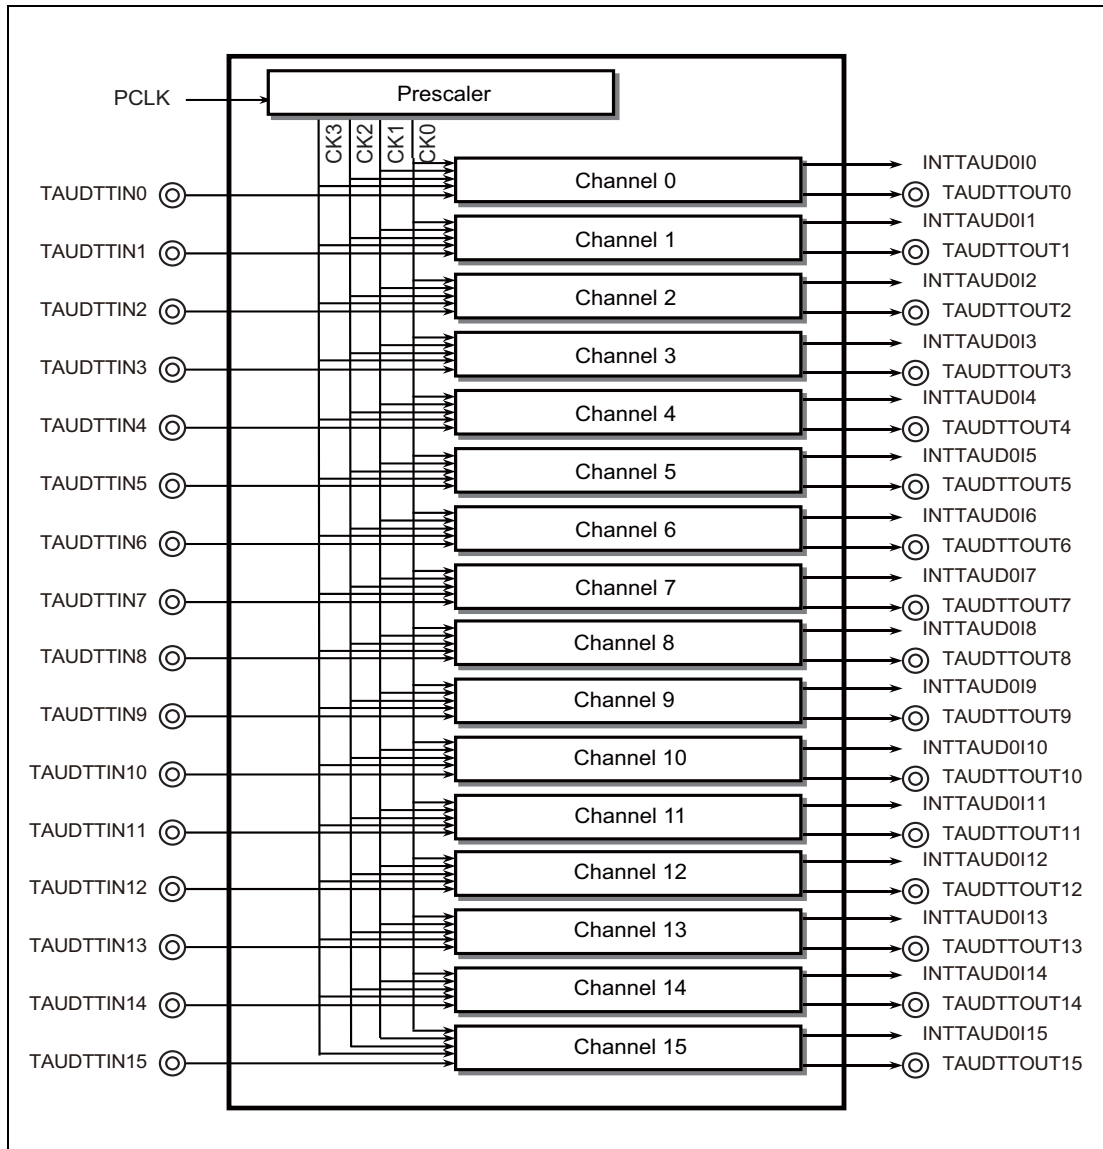 Prescaler
PCLK
CK3
CK2
CK1
CK0
INTTAUD0I0
Channel 0
TAUDTTIN0
TAUDTTOUT0
INTTAUD0I1
Channel 1
TAUDTTIN1
TAUDTTOUT1
INTTAUD0I2
Channel 2
TAUDTTIN2
TAUDTTOUT2
INTTAUD0I3
Channel 3
TAUDTTIN3
TAUDTTOUT3
INTTAUD0I4
Channel 4
TAUDTTIN4
TAUDTTOUT4
INTTAUD0I5
Channel 5
TAUDTTIN5
TAUDTTOUT5
INTTAUD0I6
Channel 6
TAUDTTIN6
TAUDTTOUT6
INTTAUD0I7
Channel 7
TAUDTTIN7
TAUDTTOUT7
INTTAUD0I8
Channel 8
TAUDTTIN8
TAUDTTOUT8
INTTAUD0I9
Channel 9
TAUDTTIN9
TAUDTTOUT9
INTTAUD0I10
Channel 10
TAUDTTIN10
TAUDTTOUT10
INTTAUD0I11
Channel 11
TAUDTTIN11
TAUDTTOUT11
INTTAUD0I12
Channel 12
TAUDTTIN12
TAUDTTOUT12
INTTAUD0I13
Channel 13
TAUDTTIN13
TAUDTTOUT13
INTTAUD0I14
Channel 14
TAUDTTIN14
TAUDTTOUT14
INTTAUD0I15
Channel 15
TAUDTTIN15
TAUDTTOUT15